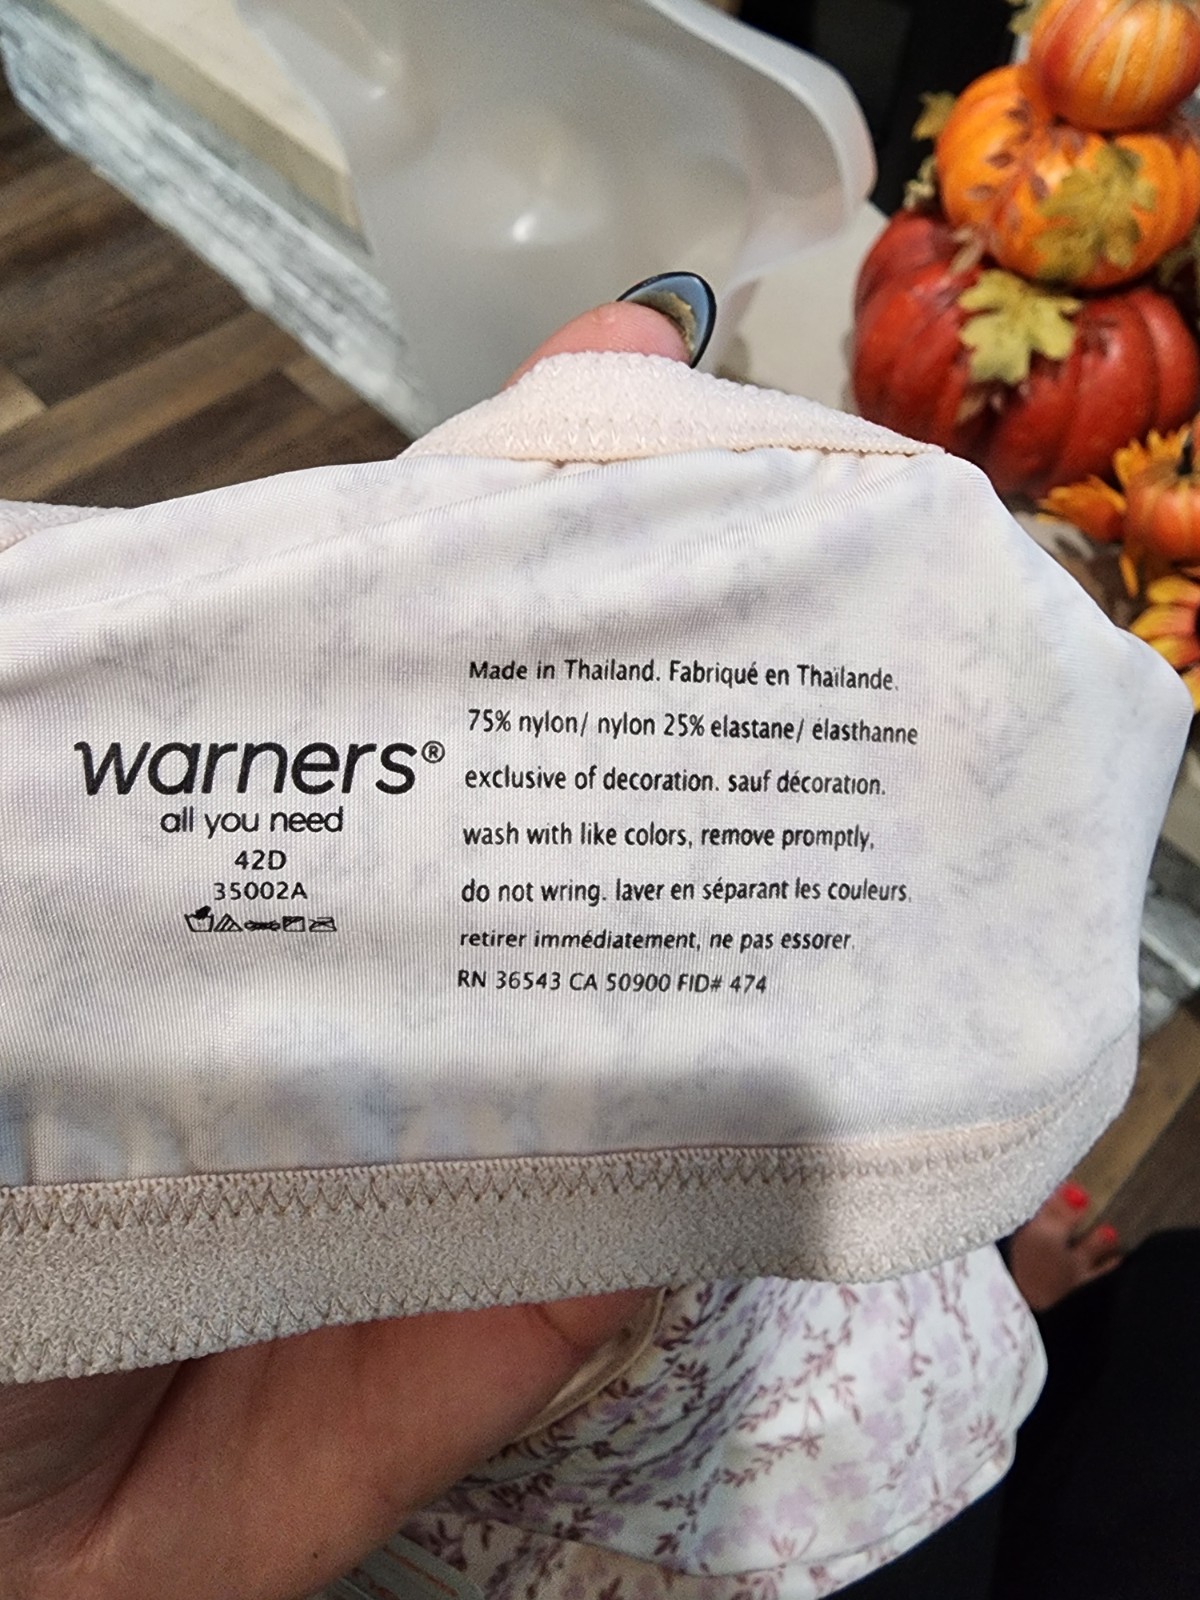 warners®
all you need
42D
35002A
Made in Thailand. Fabriqué en Thaïlande.
75% nylon/ nylon 25% elastane/ élasthanne
exclusive of decoration. sauf décoration.
wash with like colors, remove promptly,
do not wring. laver en séparant les couleurs,
retirer immédiatement, ne pas essorer.
RN 36543 CA 50900 FID# 474